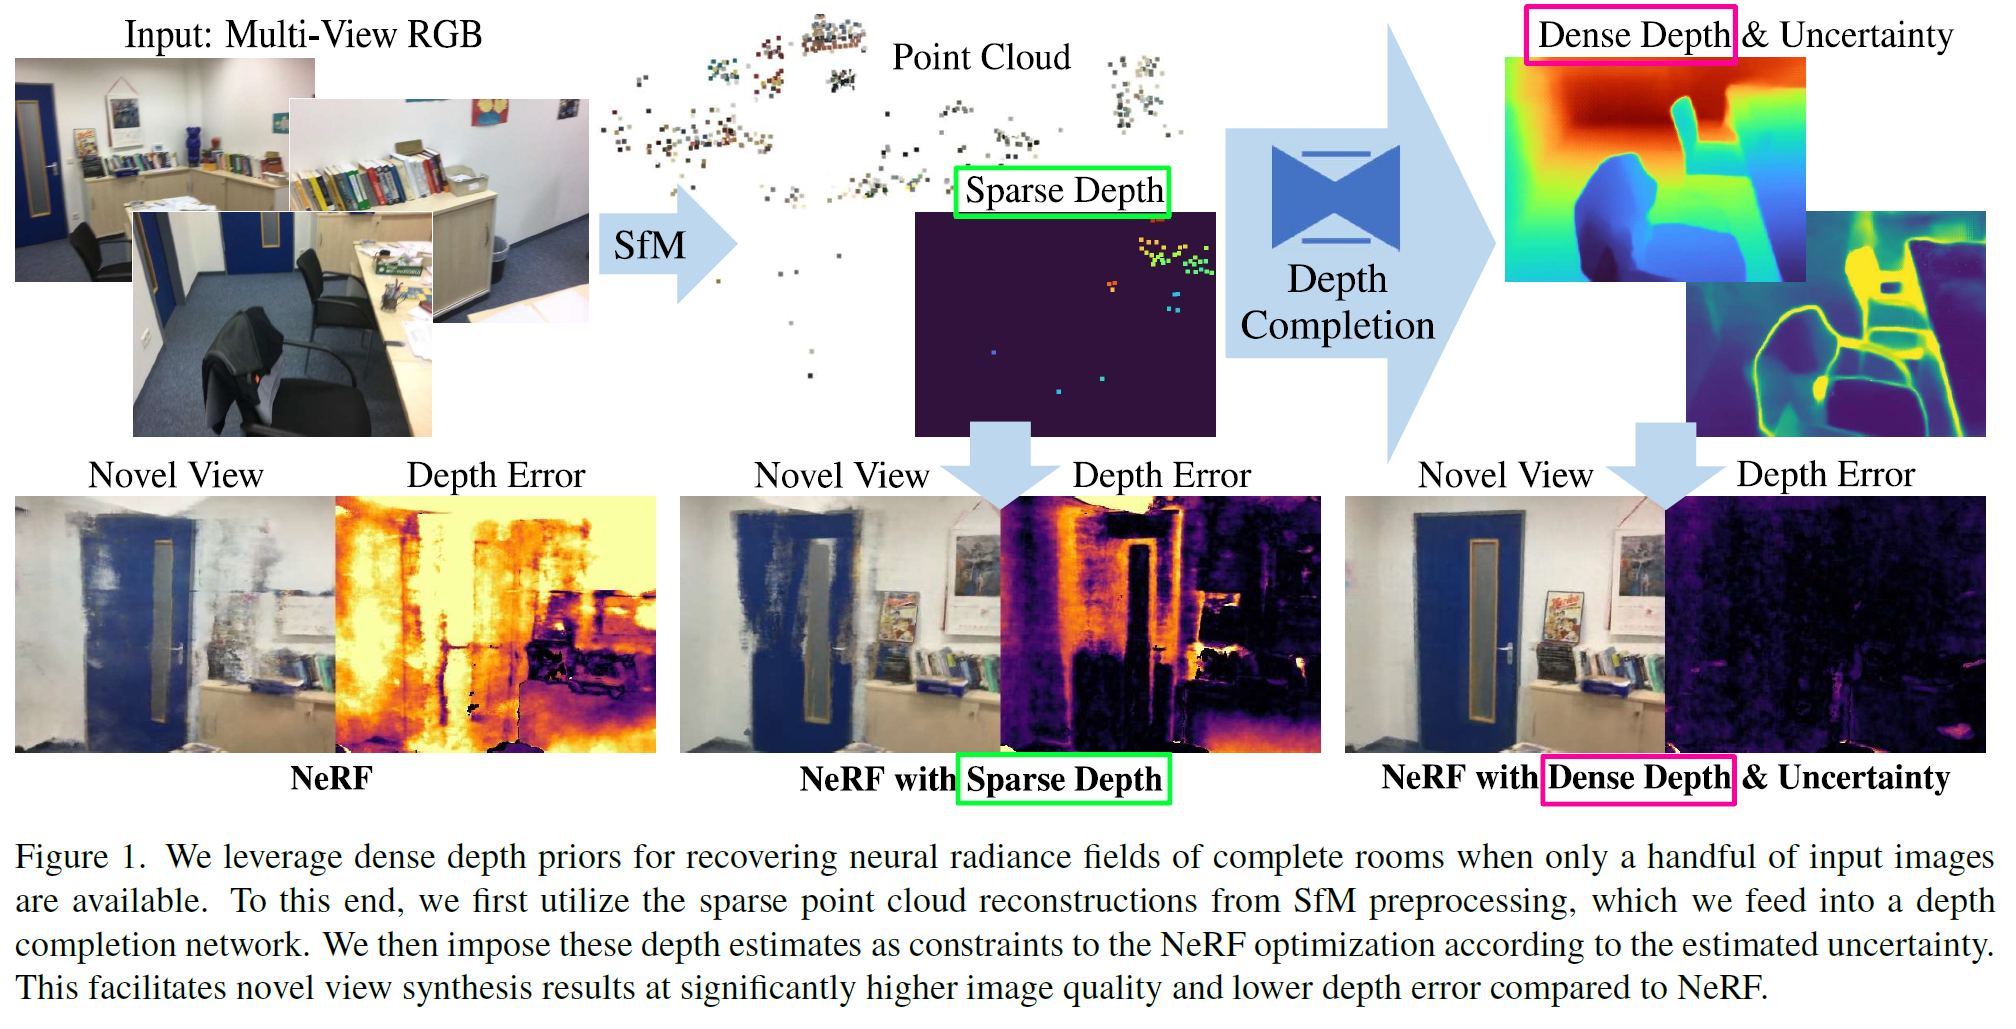 Input: Multi-View RGB
Point Cloud
Dense Depth & Uncertainty
Sparse Depth
SfM
Depth
Completion
Novel View
Depth Error
Novel View
Depth Error
Novel View
Depth Error
NeRF
NeRF with Sparse Depth
NeRF with Dense Depth & Uncertainty
Figure 1. We leverage dense depth priors for recovering neural radiance fields of complete rooms when only a handful of input images
are available. To this end, we first utilize the sparse point cloud reconstructions from SfM preprocessing, which we feed into a depth
completion network. We then impose these depth estimates as constraints to the NeRF optimization according to the estimated uncertainty.
This facilitates novel view synthesis results at significantly higher image quality and lower depth error compared to NeRF.